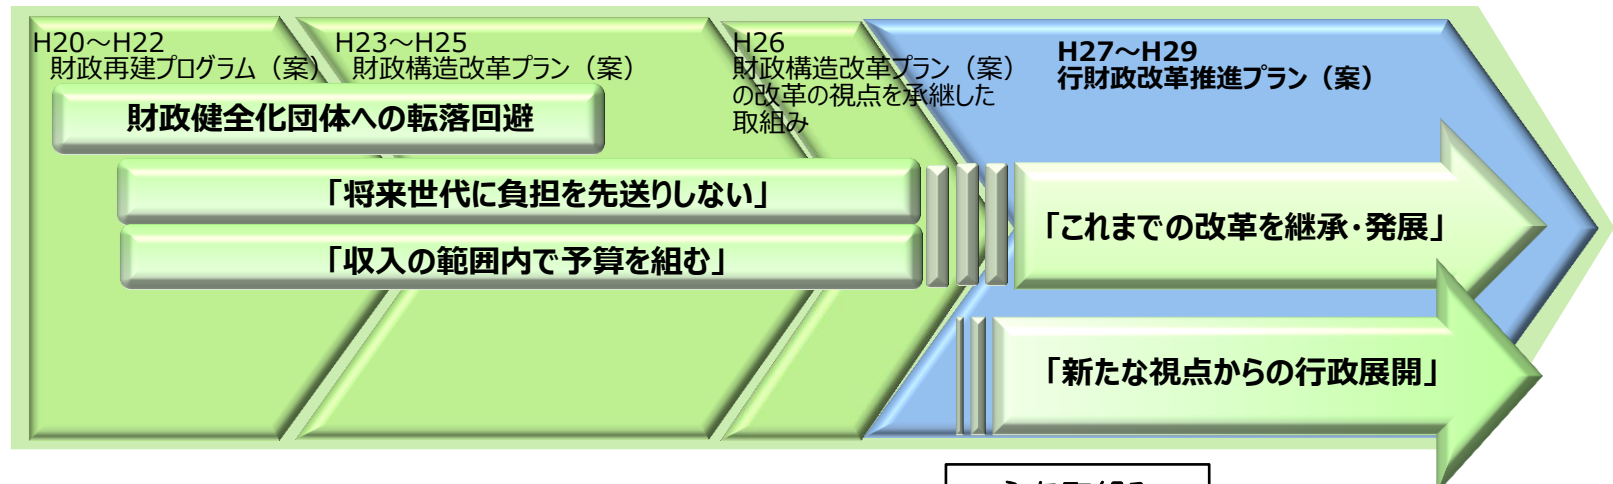 H20～H22
財政再建プログラム（案）
H23～H25
財政構造改革プラン（案）
H26
財政構造改革プラン（案）
の改革の視点を承継した
取組み
H27～H29
行財政改革推進プラン（案）
財政健全化団体への転落回避
「将来世代に負担を先送りしない」
「収入の範囲内で予算を組む」
「これまでの改革を継承・発展」
「新たな視点からの行政展開」